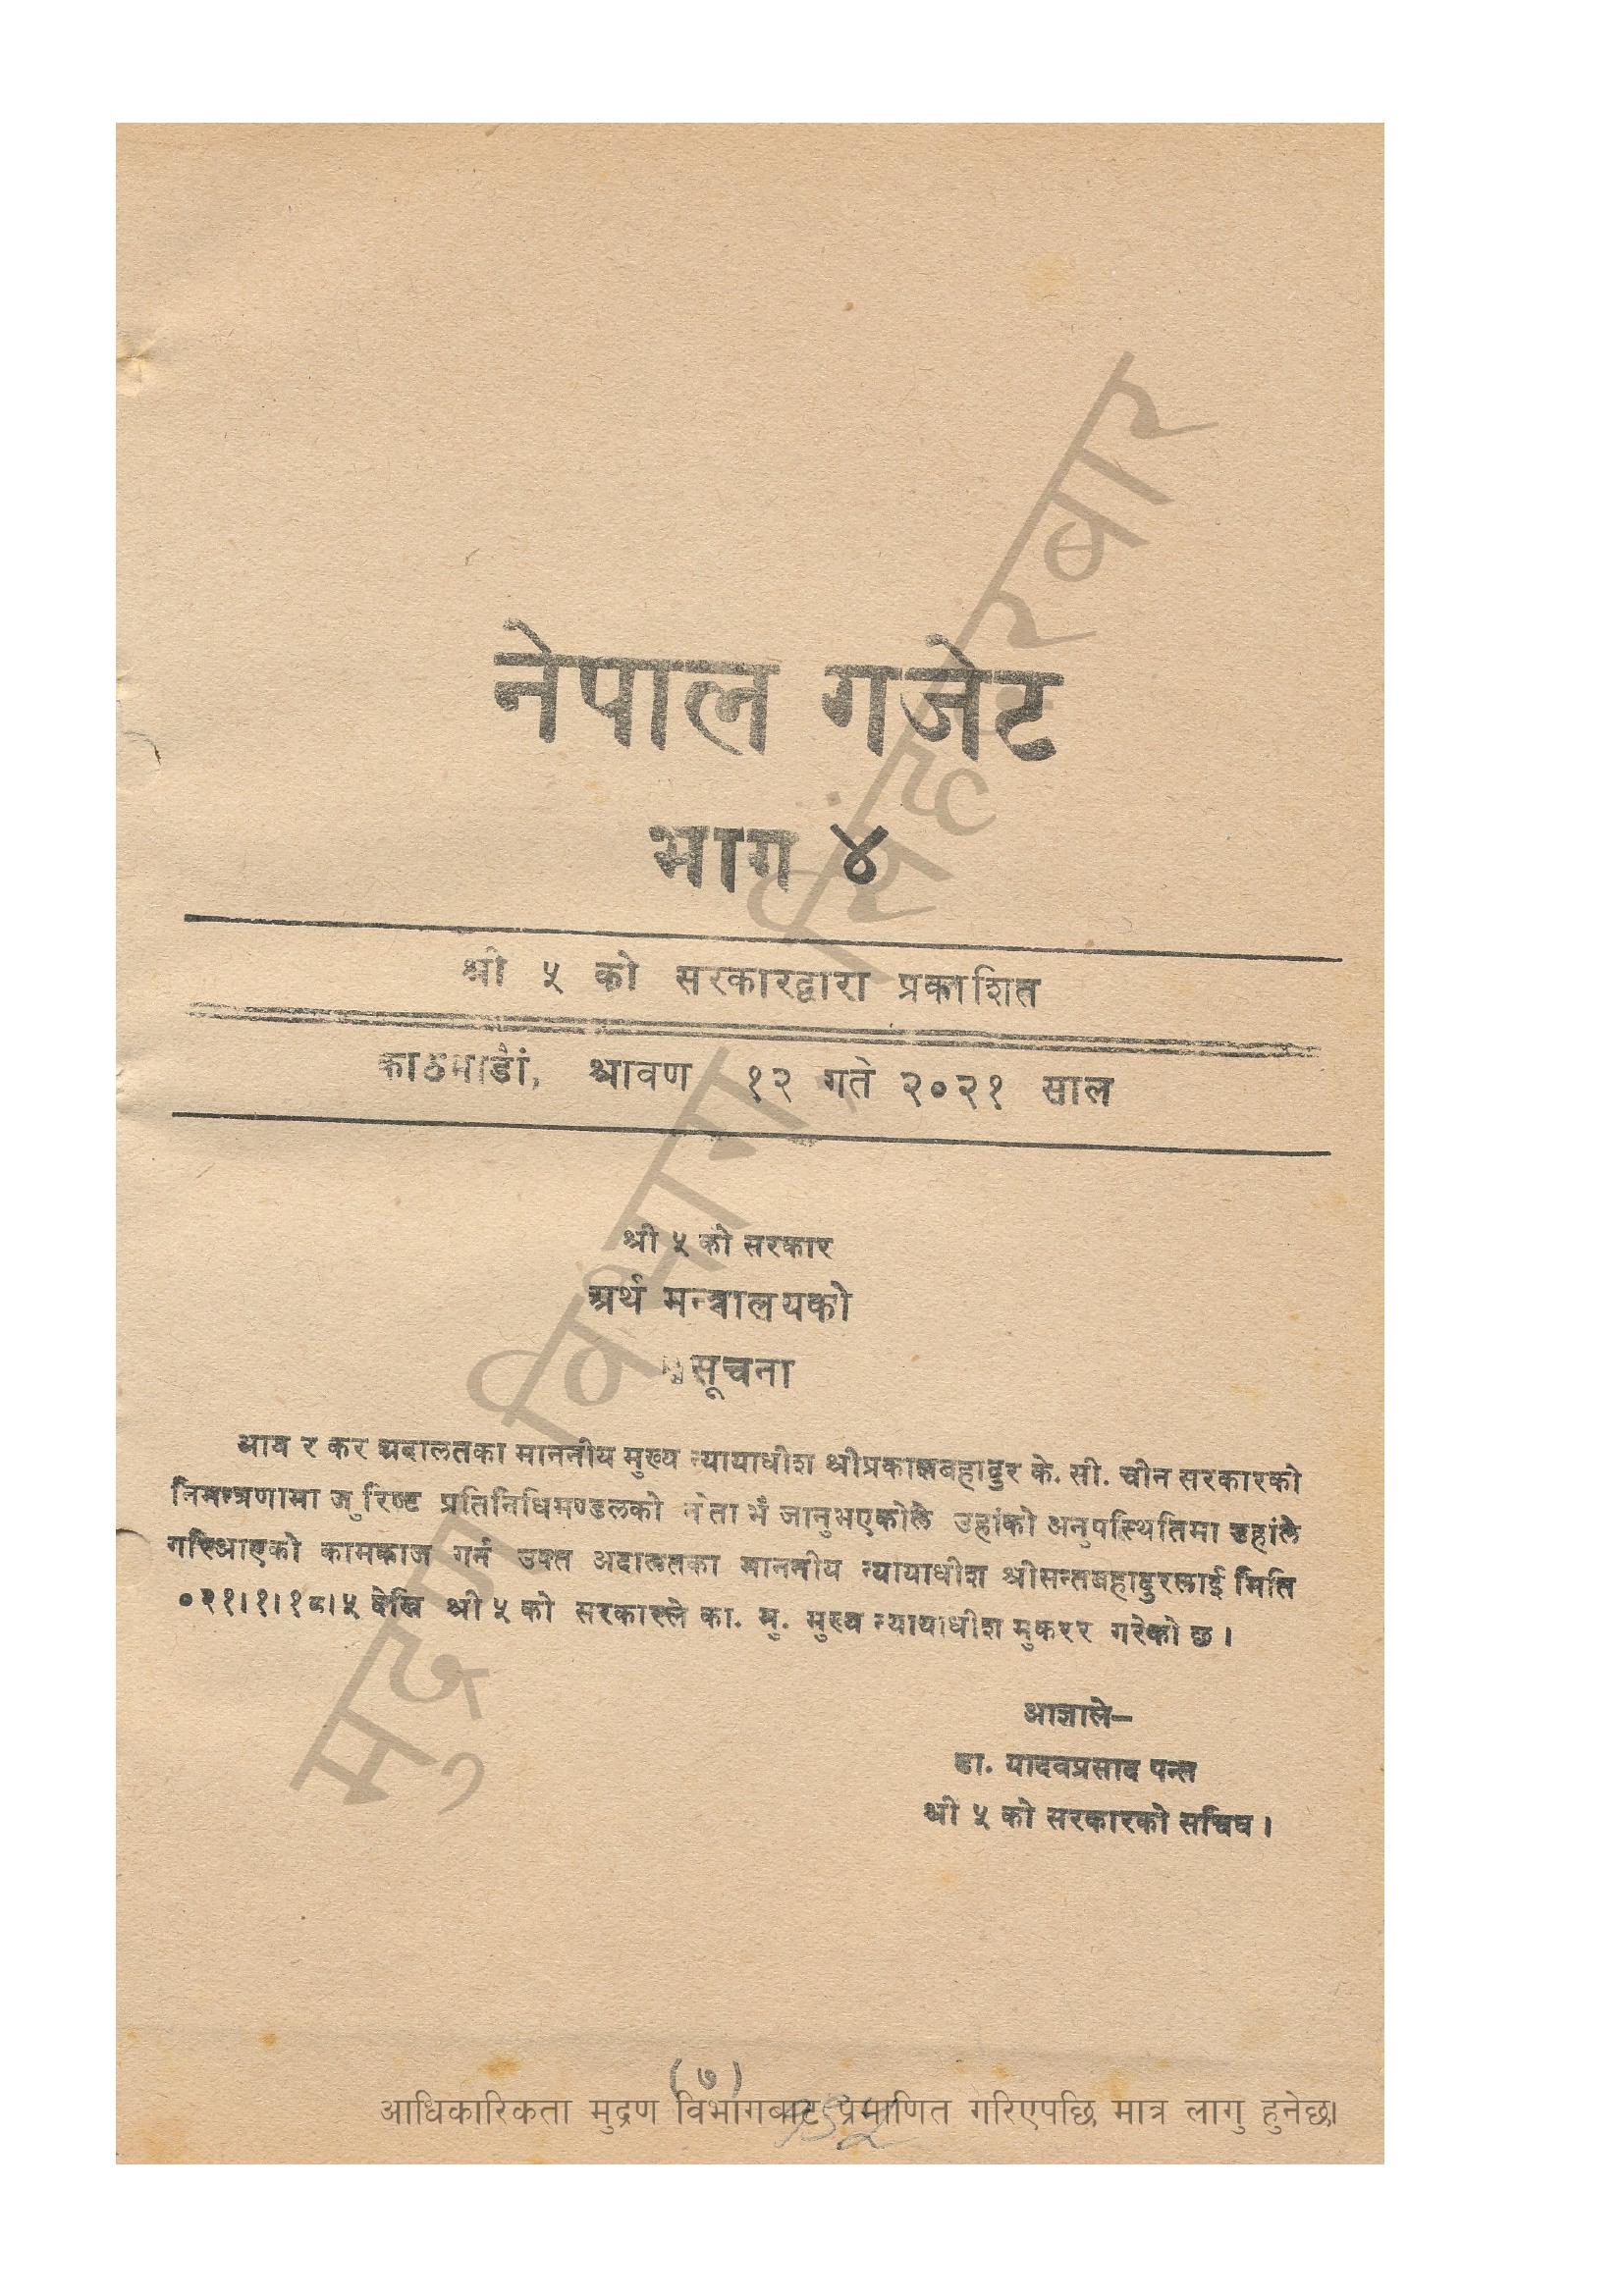 नेपाल गजेट
भाग ४
श्री ५ को सरकारद्वारा प्रकाशित
काठमाडौं, श्रावण १२ गते २०२१ साल
श्री ५ को सरकार
अर्थ मन्त्रालयको
सूचना
आय र कर अदालतका माननीय मुख्य न्यायाधीश श्रीप्रकाशबहादुर के. सी. चीन सरकारको
निमन्त्रणामा जुरिष्ट प्रतिनिधिमण्डलको नेता भै जानुभएकोले उहांको अनुपस्थितिमा उहांले
गरिआएको कामकाज गर्न उक्त अदालतका माननीय न्यायाधीश श्रीसन्तबहादुरलाई मिति
०२१।१।१८।५ देखि श्री ५ को सरकारले का. मु. मुख्य न्यायाधीश मुकरर गरेको छ ।
आज्ञाले—
डा. यादवप्रसाद पन्त
श्री ५ को सरकारको सचिव ।
( ७ )
आधिकारिकता मुद्रण विभागबाट प्रमाणित गरिएपछि मात्र लागु हुनेछ।
मुद्रण विभाग, सिंहदरबार